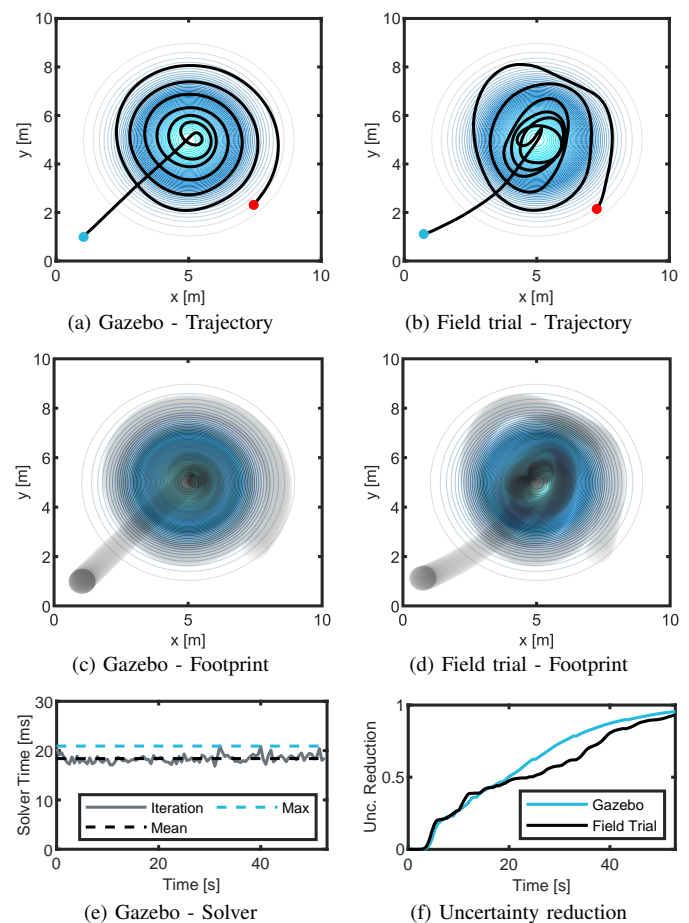 10
8
6
4
2
0
y [m]
0
5
10
x [m]
(a) Gazebo - Trajectory
10
8
6
4
2
0
y [m]
0
5
10
x [m]
(b) Field trial - Trajectory
10
8
6
4
2
0
y [m]
0
5
10
x [m]
(c) Gazebo - Footprint
10
8
6
4
2
0
y [m]
0
5
10
x [m]
(d) Field trial - Footprint
30
20
10
0
Solver Time [ms]
Iteration
Max
Mean
0
20
40
Time [s]
(e) Gazebo - Solver
1
0.5
0
Unc. Reduction
Gazebo
Field Trial
0
20
40
Time [s]
(f) Uncertainty reduction